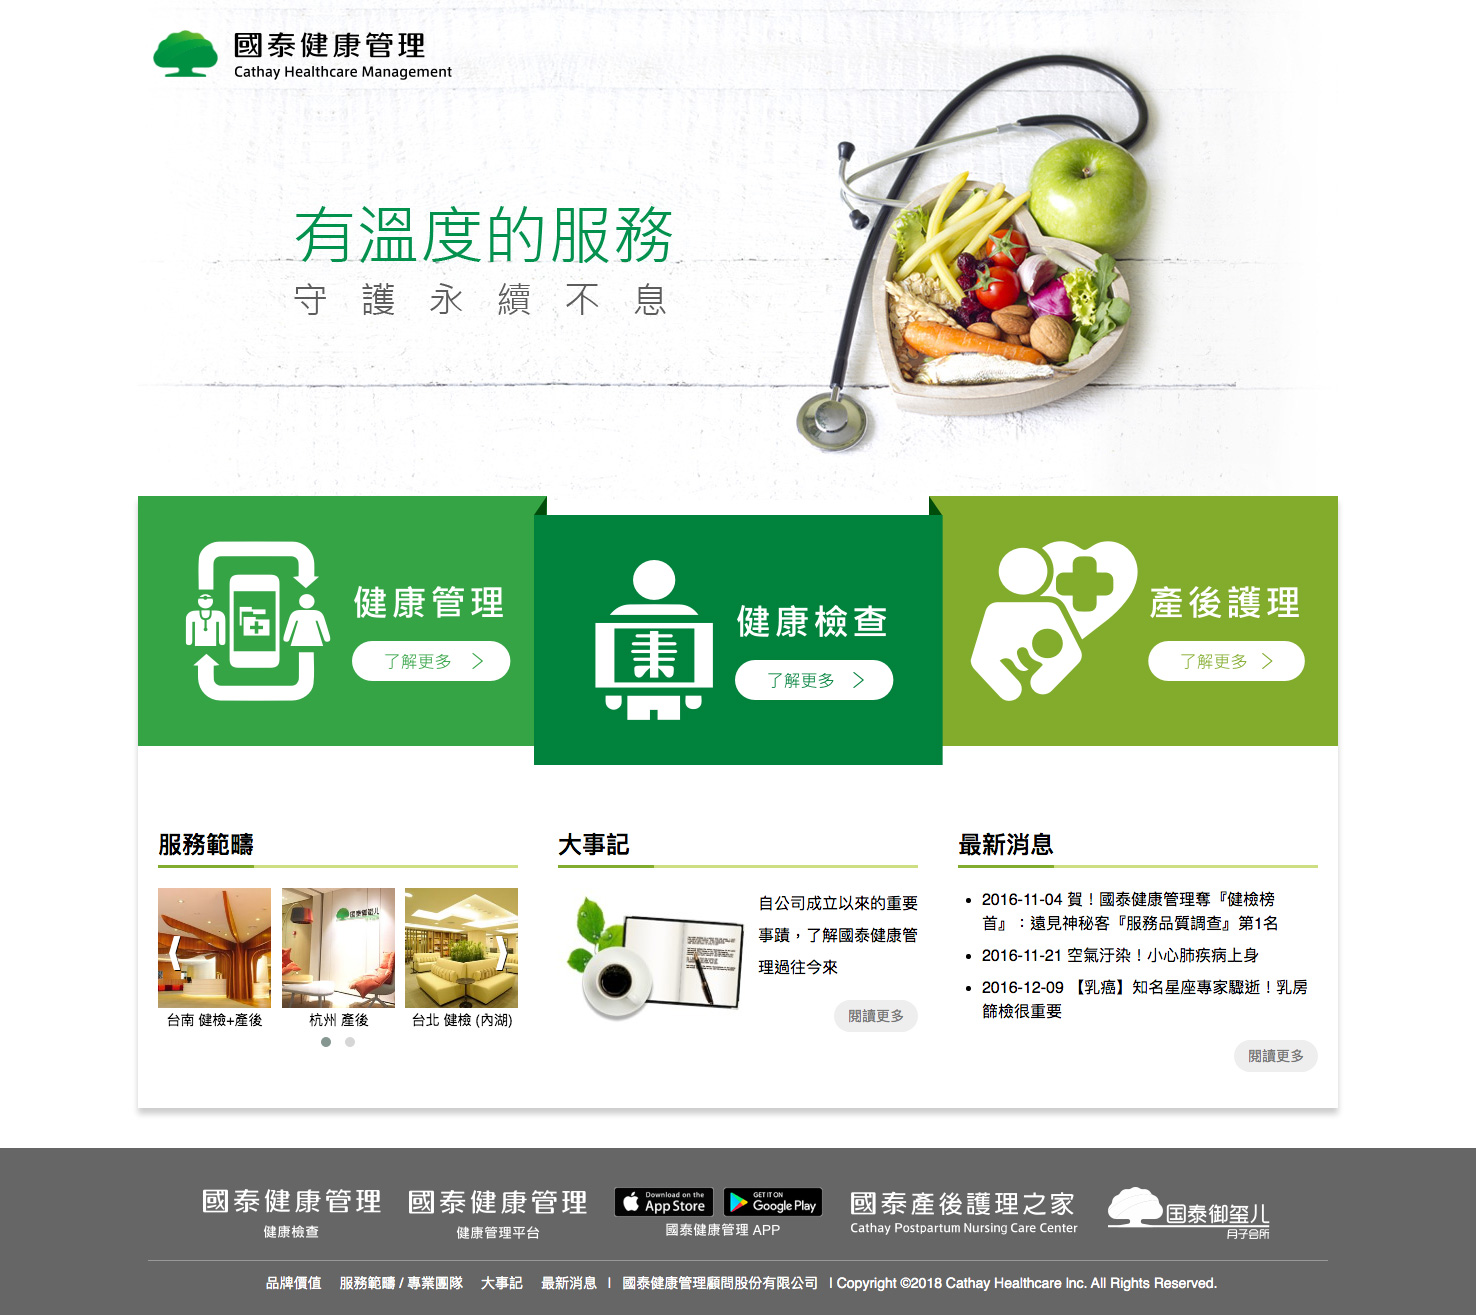 國泰健康管理
Cathay Healthcare Management
有溫度的服務
守護永續不息
健康管理
了解更多
健康檢查
了解更多
產後護理
了解更多
服務範疇
台南 健檢+產後
国泰御玺儿
杭州 產後
台北 健檢 (內湖)
大事記
自公司成立以來的重要
事蹟，了解國泰健康管
理過往今來
閱讀更多
最新消息
2016-11-04 賀！國泰健康管理奪『健檢榜
首』：遠見神秘客『服務品質調查』第1名
2016-11-21 空氣汙染！小心肺疾病上身
2016-12-09 【乳癌】知名星座專家驟逝！乳房
篩檢很重要
閱讀更多
國泰健康管理
健康檢查
國泰健康管理
健康管理平台
Download on the
App Store
GET IT ON
Google Play
國泰健康管理 APP
國泰產後護理之家
Cathay Postpartum Nursing Care Center
国泰御玺儿
月子会所
品牌價值 服務範疇 / 專業團隊 大事記 最新消息 | 國泰健康管理顧問股份有限公司 | Copyright ©2018 Cathay Healthcare Inc. All Rights Reserved.